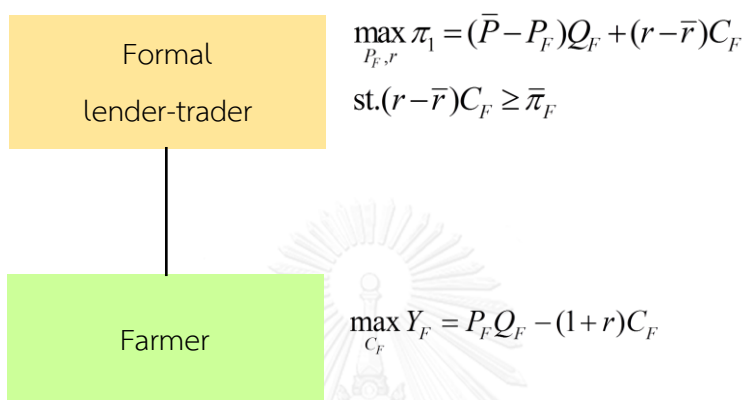 Formal
lender-trader
max π₁ = (P̅ − P_F)Q_F + (r − r̅)C_F
P_F, r
st.(r − r̅)C_F ≥ π̅_F
Farmer
max Y_F = P_F Q_F − (1 + r)C_F
C_F